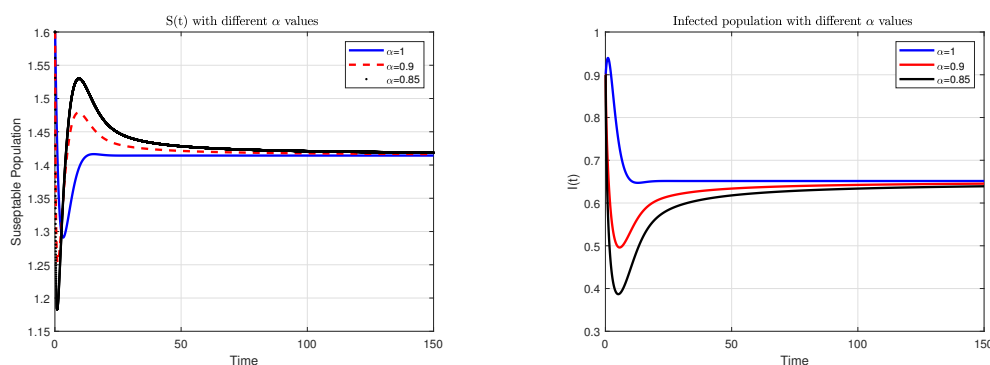 S(t) with different α values
1.6
1.55
1.5
1.45
1.4
1.35
1.3
1.25
1.2
1.15
Suseptable Population
0
50
100
150
Time
α=1
α=0.9
α=0.85
Infected population with different α values
1
0.9
0.8
0.7
0.6
0.5
0.4
0.3
I(t)
0
50
100
150
Time
α=1
α=0.9
α=0.85